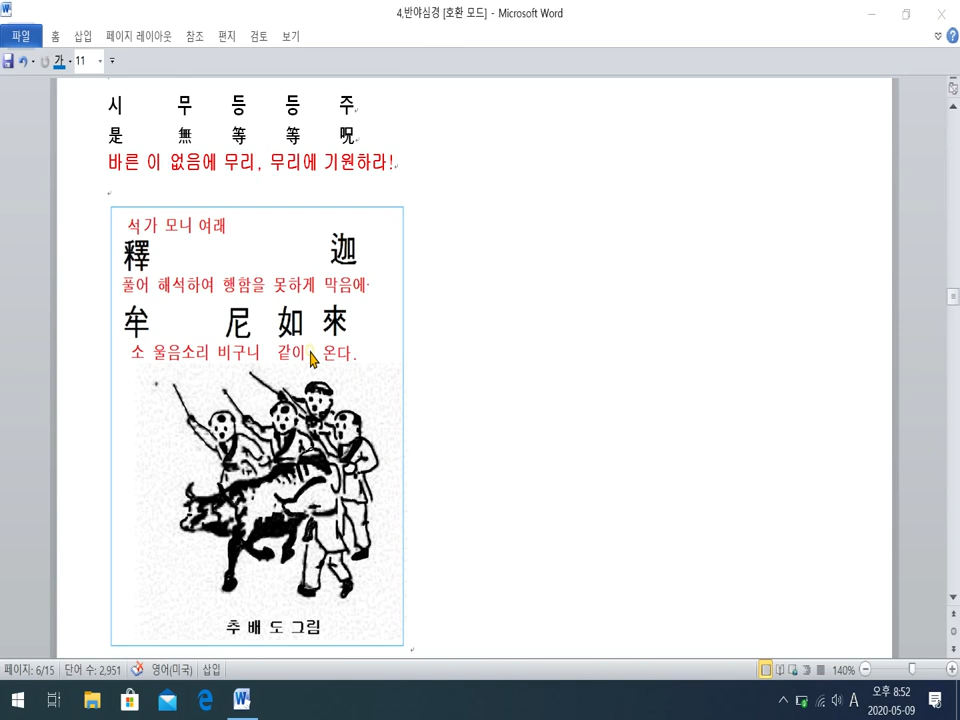 4,반야심경 [호환 모드] - Microsoft Word
파일 홈 삽입 페이지 레이아웃 참조 편지 검토 보기
가 11
시 무 등 등 주
是 無 等 等 呪
바른 이 없음에 무리, 무리에 기원하라!
석가 모니 여래
釋 迦
풀어 해석하여 행함을 못하게 막음에
牟 尼 如 來
소 울음소리 비구니 같이 온다.
추 배 도 그림
페이지: 6/15 단어 수: 2,951 영어(미국) 삽입 140%
A 오후 8:52
2020-05-09